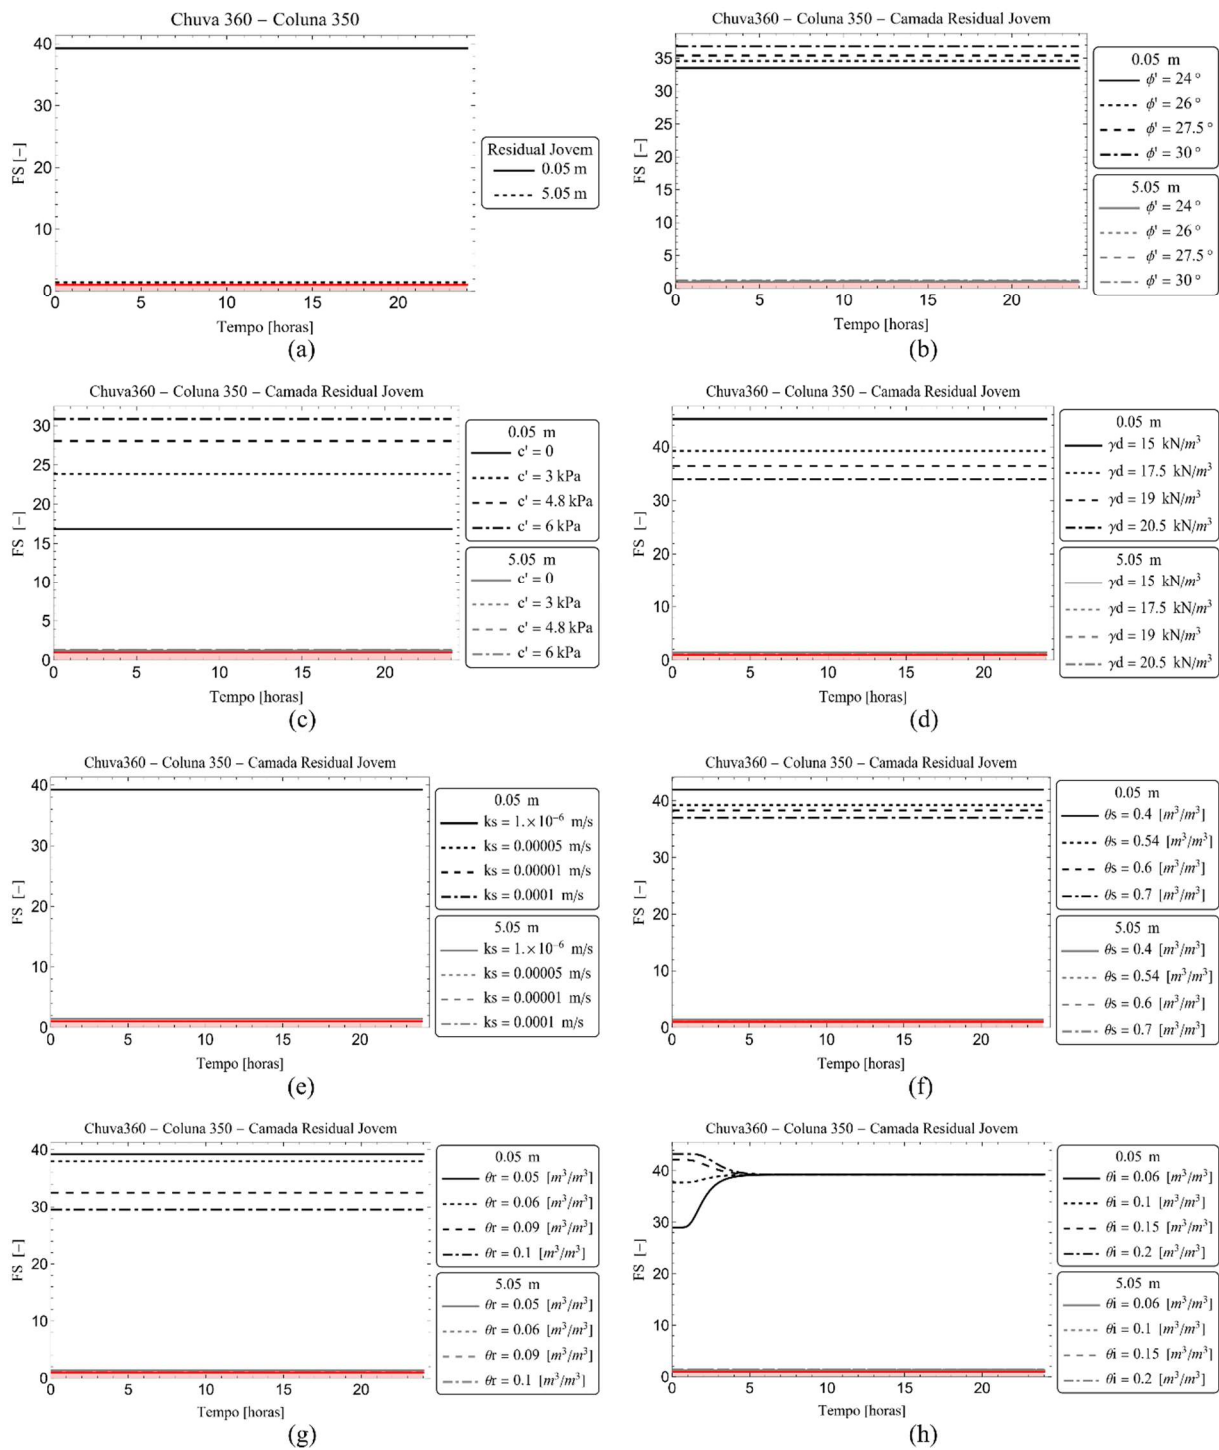 Chuva 360 – Coluna 350
40
30
20
10
0
0 5 10 15 20
FS [–]
Tempo [horas]
Residual Jovem
0.05 m
5.05 m
(a)
Chuva360 – Coluna 350 – Camada Residual Jovem
35
30
25
20
15
10
5
0
0 5 10 15 20
FS [–]
Tempo [horas]
0.05 m
ϕ' = 24 °
ϕ' = 26 °
ϕ' = 27.5 °
ϕ' = 30 °
5.05 m
ϕ' = 24 °
ϕ' = 26 °
ϕ' = 27.5 °
ϕ' = 30 °
(b)
Chuva360 – Coluna 350 – Camada Residual Jovem
30
25
20
15
10
5
0
0 5 10 15 20
FS [–]
Tempo [horas]
0.05 m
c' = 0
c' = 3 kPa
c' = 4.8 kPa
c' = 6 kPa
5.05 m
c' = 0
c' = 3 kPa
c' = 4.8 kPa
c' = 6 kPa
(c)
Chuva360 – Coluna 350 – Camada Residual Jovem
40
30
20
10
0
0 5 10 15 20
FS [–]
Tempo [horas]
0.05 m
γd = 15 kN/m³
γd = 17.5 kN/m³
γd = 19 kN/m³
γd = 20.5 kN/m³
5.05 m
γd = 15 kN/m³
γd = 17.5 kN/m³
γd = 19 kN/m³
γd = 20.5 kN/m³
(d)
Chuva360 – Coluna 350 – Camada Residual Jovem
40
30
20
10
0
0 5 10 15 20
FS [–]
Tempo [horas]
0.05 m
ks = 1.×10⁻⁶ m/s
ks = 0.00005 m/s
ks = 0.00001 m/s
ks = 0.0001 m/s
5.05 m
ks = 1.×10⁻⁶ m/s
ks = 0.00005 m/s
ks = 0.00001 m/s
ks = 0.0001 m/s
(e)
Chuva360 – Coluna 350 – Camada Residual Jovem
40
30
20
10
0
0 5 10 15 20
FS [–]
Tempo [horas]
0.05 m
θs = 0.4 [m³/m³]
θs = 0.54 [m³/m³]
θs = 0.6 [m³/m³]
θs = 0.7 [m³/m³]
5.05 m
θs = 0.4 [m³/m³]
θs = 0.54 [m³/m³]
θs = 0.6 [m³/m³]
θs = 0.7 [m³/m³]
(f)
Chuva360 – Coluna 350 – Camada Residual Jovem
40
30
20
10
0
0 5 10 15 20
FS [–]
Tempo [horas]
0.05 m
θr = 0.05 [m³/m³]
θr = 0.06 [m³/m³]
θr = 0.09 [m³/m³]
θr = 0.1 [m³/m³]
5.05 m
θr = 0.05 [m³/m³]
θr = 0.06 [m³/m³]
θr = 0.09 [m³/m³]
θr = 0.1 [m³/m³]
(g)
Chuva360 – Coluna 350 – Camada Residual Jovem
40
30
20
10
0
0 5 10 15 20
FS [–]
Tempo [horas]
0.05 m
θi = 0.06 [m³/m³]
θi = 0.1 [m³/m³]
θi = 0.15 [m³/m³]
θi = 0.2 [m³/m³]
5.05 m
θi = 0.06 [m³/m³]
θi = 0.1 [m³/m³]
θi = 0.15 [m³/m³]
θi = 0.2 [m³/m³]
(h)